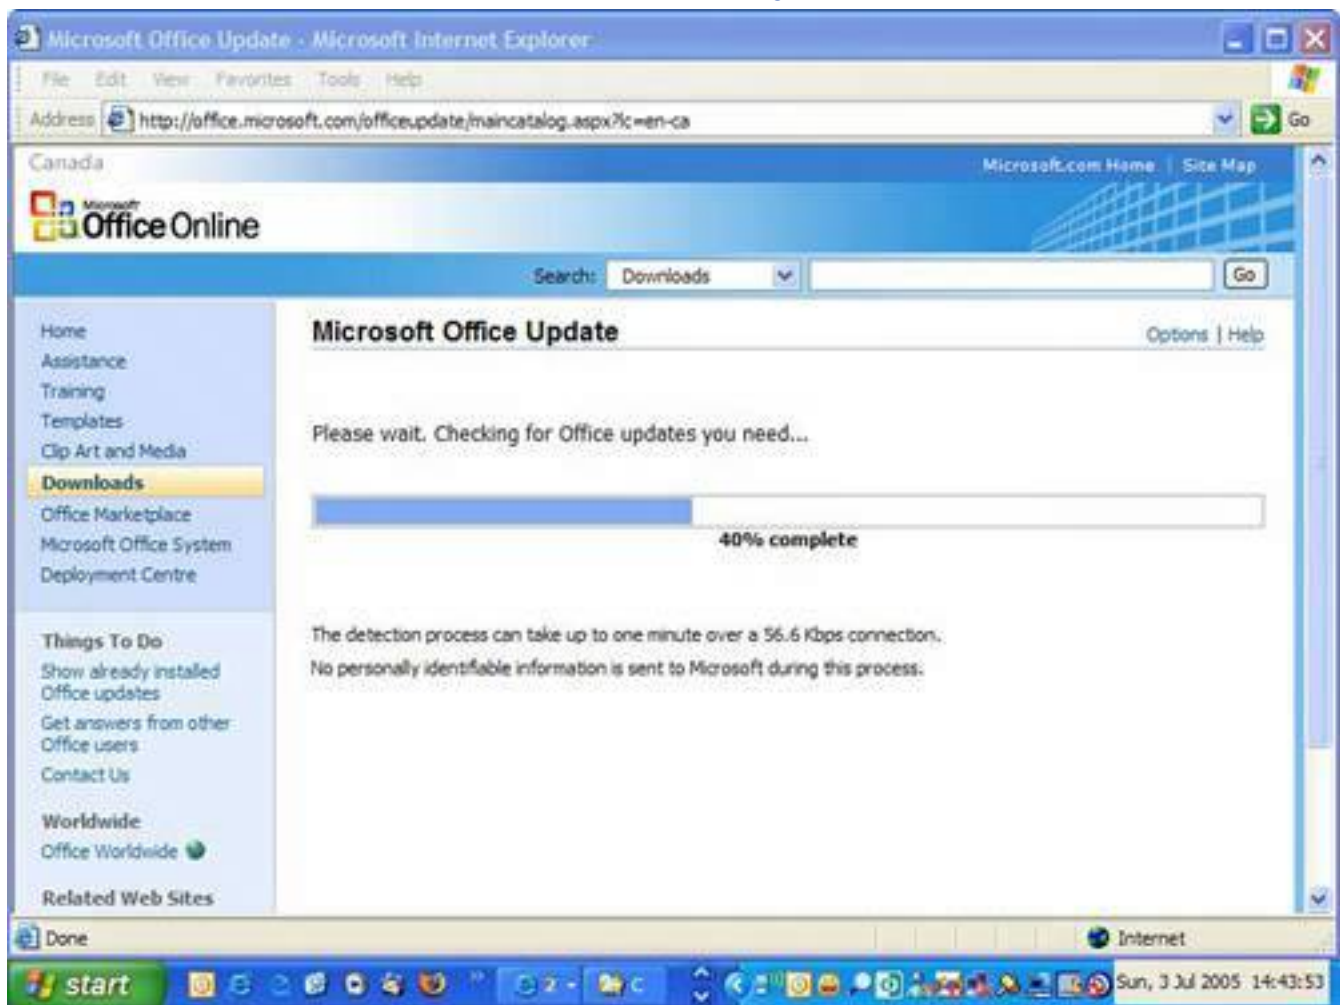 Microsoft Office Update - Microsoft Internet Explorer
File Edit View Favorites Tools Help
Address http://office.microsoft.com/officeupdate/maincatalog.aspx?lc=en-ca Go
Canada Microsoft.com Home | Site Map
Microsoft
Office Online
Search: Downloads Go
Home
Assistance
Training
Templates
Clip Art and Media
Downloads
Office Marketplace
Microsoft Office System
Deployment Centre
Things To Do
Show already installed
Office updates
Get answers from other
Office users
Contact Us
Worldwide
Office Worldwide
Related Web Sites
Microsoft Office Update
Options | Help
Please wait. Checking for Office updates you need...
40% complete
The detection process can take up to one minute over a 56.6 Kbps connection.
No personally identifiable information is sent to Microsoft during this process.
Done Internet
start 2 - C Sun, 3 Jul 2005 14:43:53